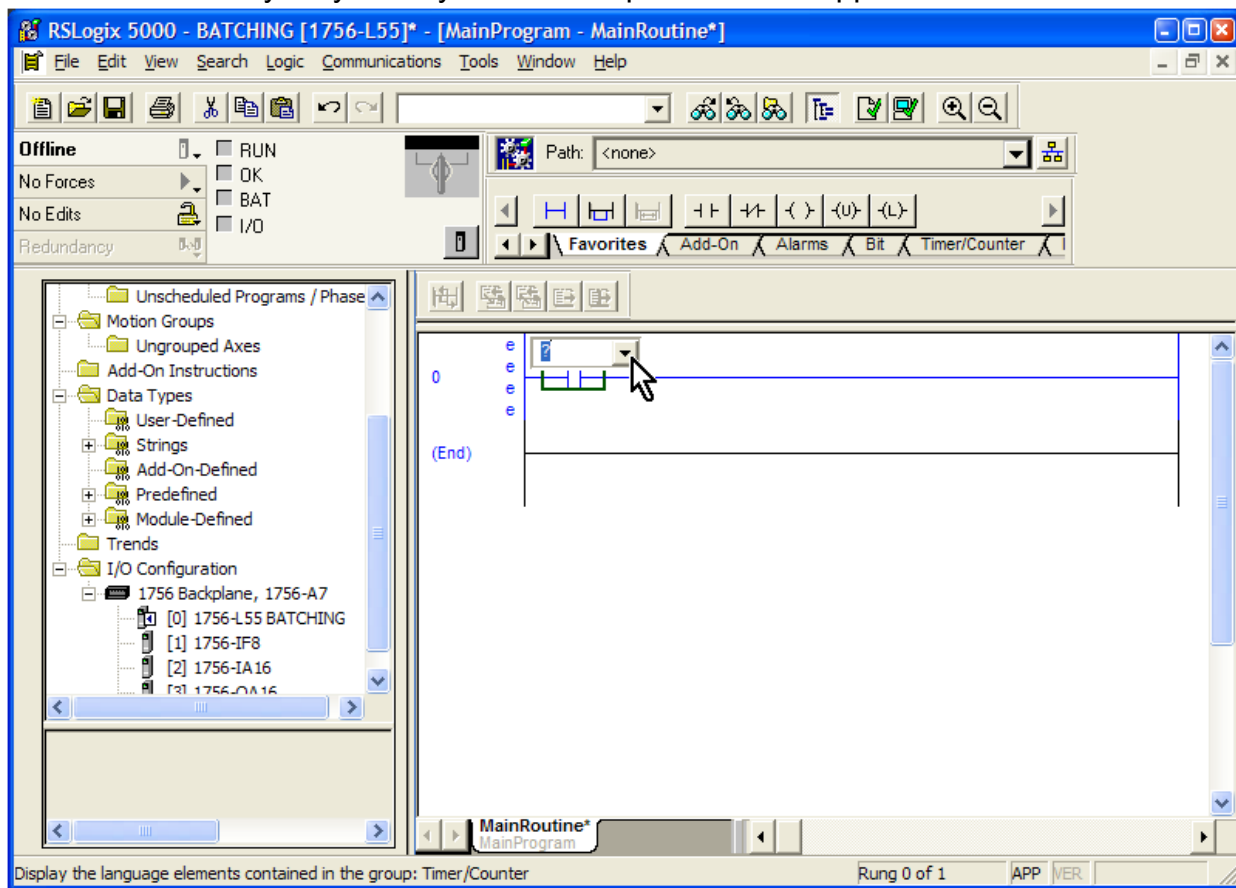 RSLogix 5000 - BATCHING [1756-L55]* - [MainProgram - MainRoutine*]
File Edit View Search Logic Communications Tools Window Help
Offline
RUN
No Forces
OK
No Edits
BAT
I/O
Redundancy
Path: <none>
Favorites Add-On Alarms Bit Timer/Counter
Unscheduled Programs / Phase
Motion Groups
Ungrouped Axes
Add-On Instructions
Data Types
User-Defined
Strings
Add-On-Defined
Predefined
Module-Defined
Trends
I/O Configuration
1756 Backplane, 1756-A7
[0] 1756-L55 BATCHING
[1] 1756-IF8
[2] 1756-IA16
[3] 1756-OA16
e
?
e
0
e
e
(End)
MainRoutine*
MainProgram
Display the language elements contained in the group: Timer/Counter
Rung 0 of 1 APP VER